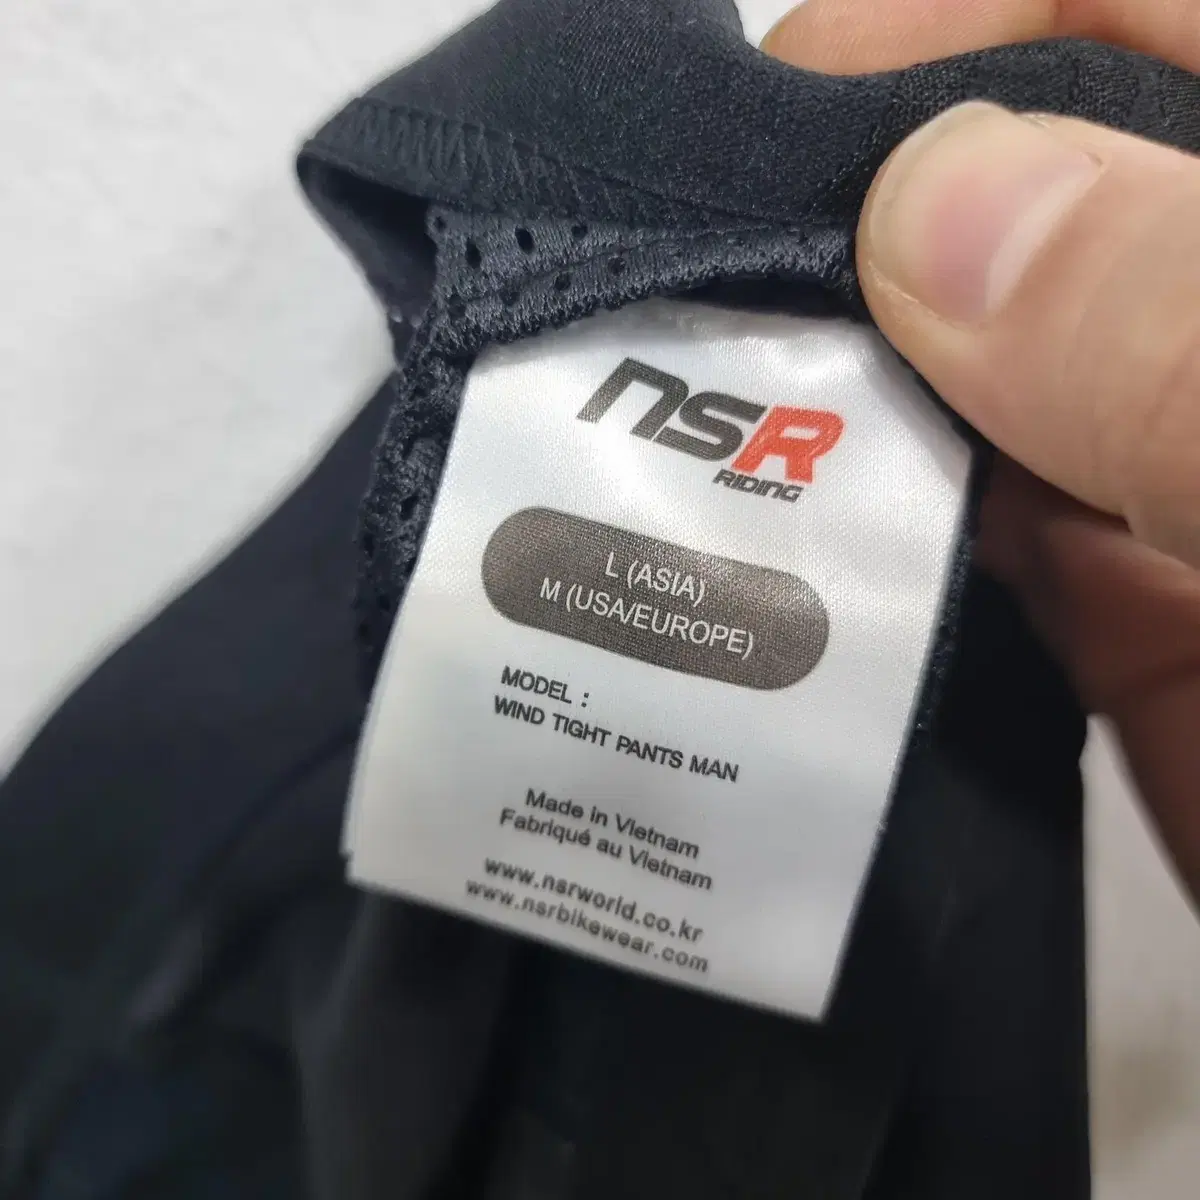 nSR
RIDING
L (ASIA)
M (USA/EUROPE)
MODEL :
WIND TIGHT PANTS MAN
Made in Vietnam
Fabriqué au Vietnam
www.nsrworld.co.kr
www.nsrbikewear.com